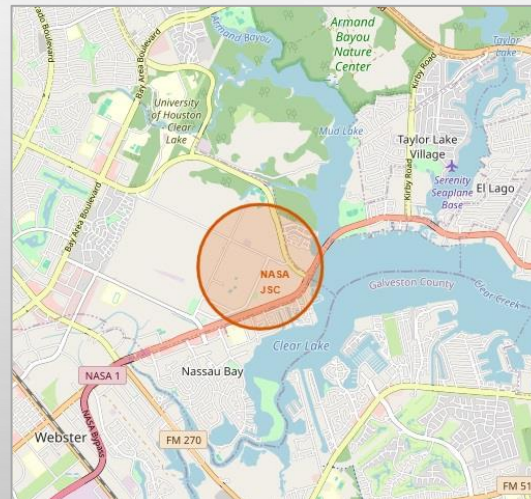 Armand
Bayou
Nature
Center
Armand Bayou
Taylor
Lake
Kirby Road
Bay Area Boulevard
University
of Houston
Clear
Lake
Mud Lake
Taylor Lake
Village
Kirby Road
Serenity
Seaplane
Base
El Lago
Bay Area Boulevard
NASA
JSC
Galveston County
Clear Creek
Clear Lake
NASA 1
Nassau Bay
NASA Bypass
FM 270
Webster
FM 51